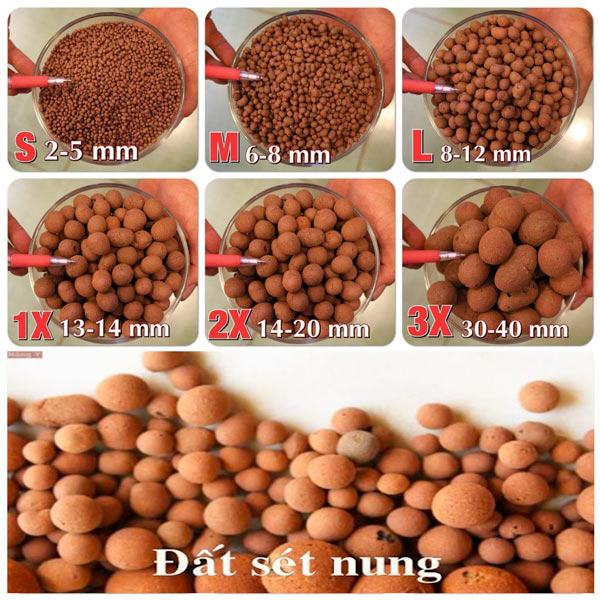 S 2-5 mm
M 6-8 mm
L 8-12 mm
1X 13-14 mm
2X 14-20 mm
3X 30-40 mm
Đất sét nung